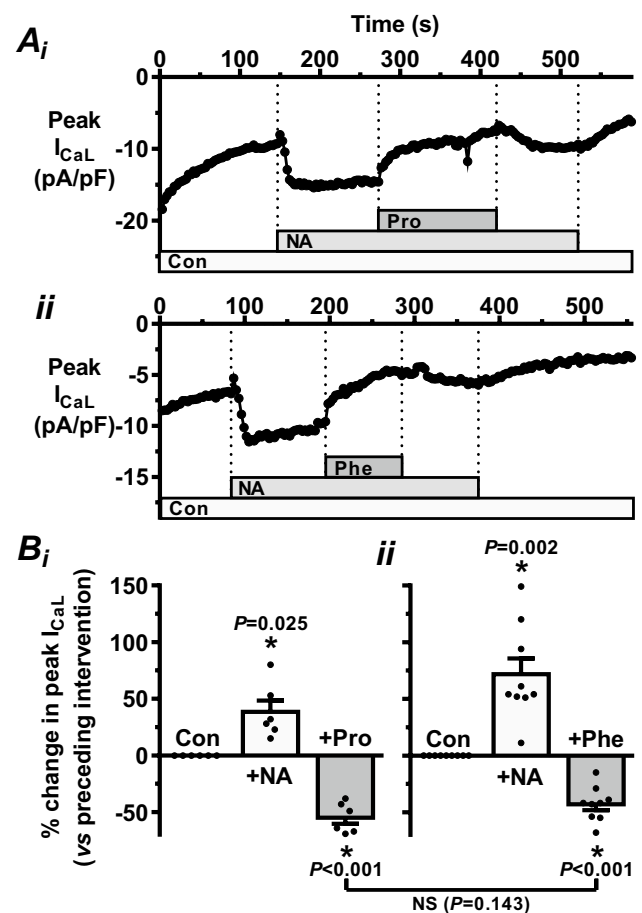 Time (s)
Ai
0 100 200 300 400 500
0
Peak
ICaL
(pA/pF)
-10
-20
Pro
NA
Con
ii
0 100 200 300 400 500
0
Peak
ICaL
(pA/pF)
-5
-10
-15
Phe
NA
Con
Bi
ii
% change in peak ICaL
(vs preceding intervention)
150
100
50
0
-50
P=0.025
*
Con
+NA
+Pro
*
P<0.001
P=0.002
*
Con
+NA
+Phe
*
P<0.001
NS (P=0.143)